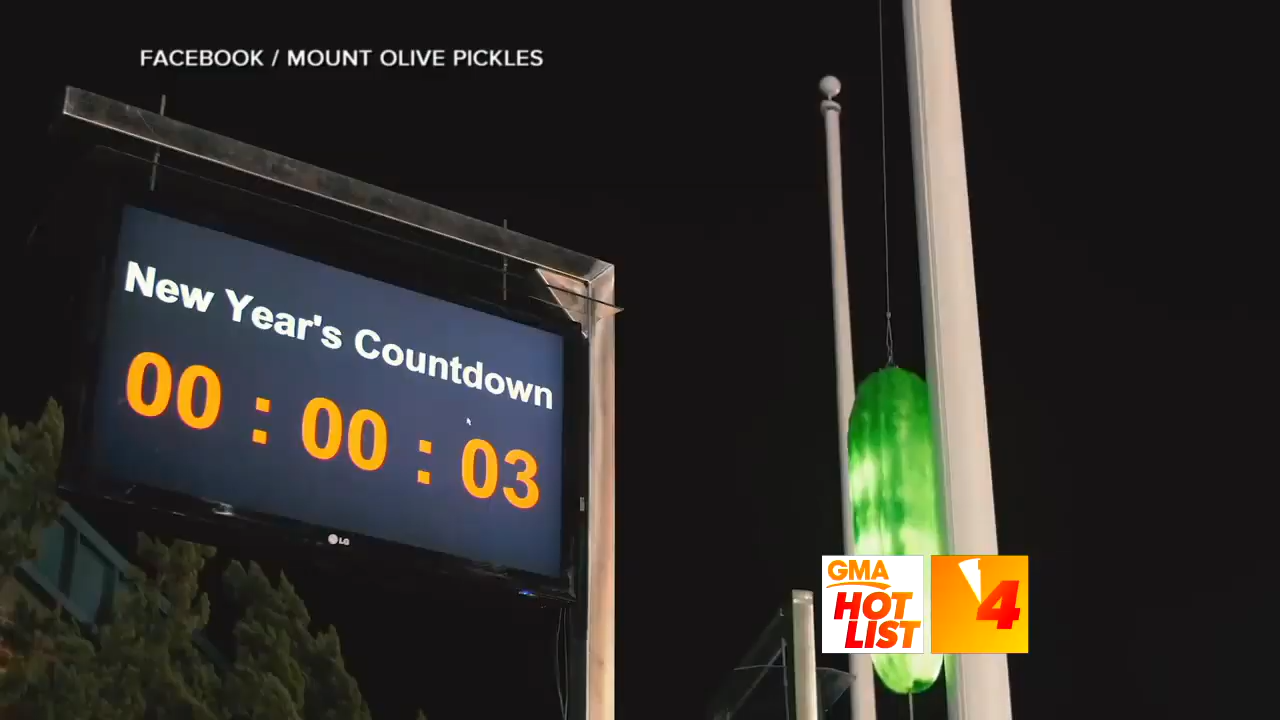 FACEBOOK / MOUNT OLIVE PICKLES
New Year's Countdown
00 : 00 : 03
LG
GMA
HOT
LIST
4